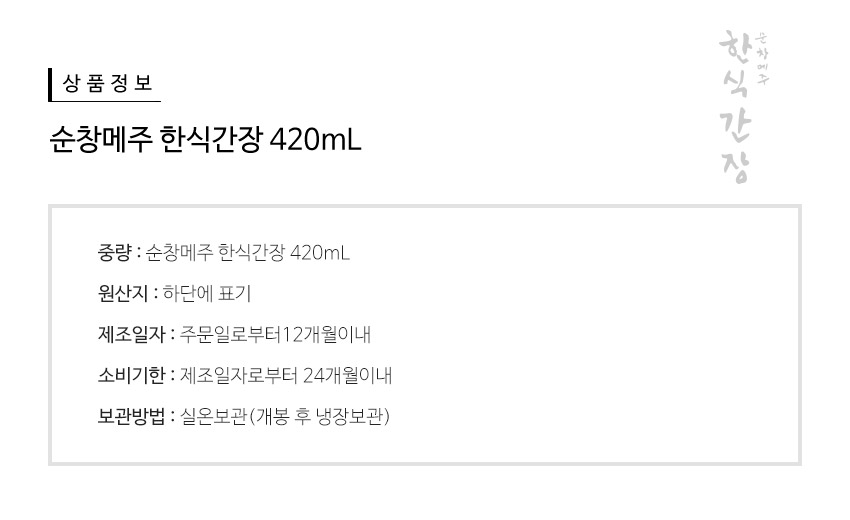 상품정보
순창메주 한식간장 420mL
순창메주
한식간장
중량 : 순창메주 한식간장 420mL
원산지 : 하단에 표기
제조일자 : 주문일로부터12개월이내
소비기한 : 제조일자로부터 24개월이내
보관방법 : 실온보관(개봉 후 냉장보관)